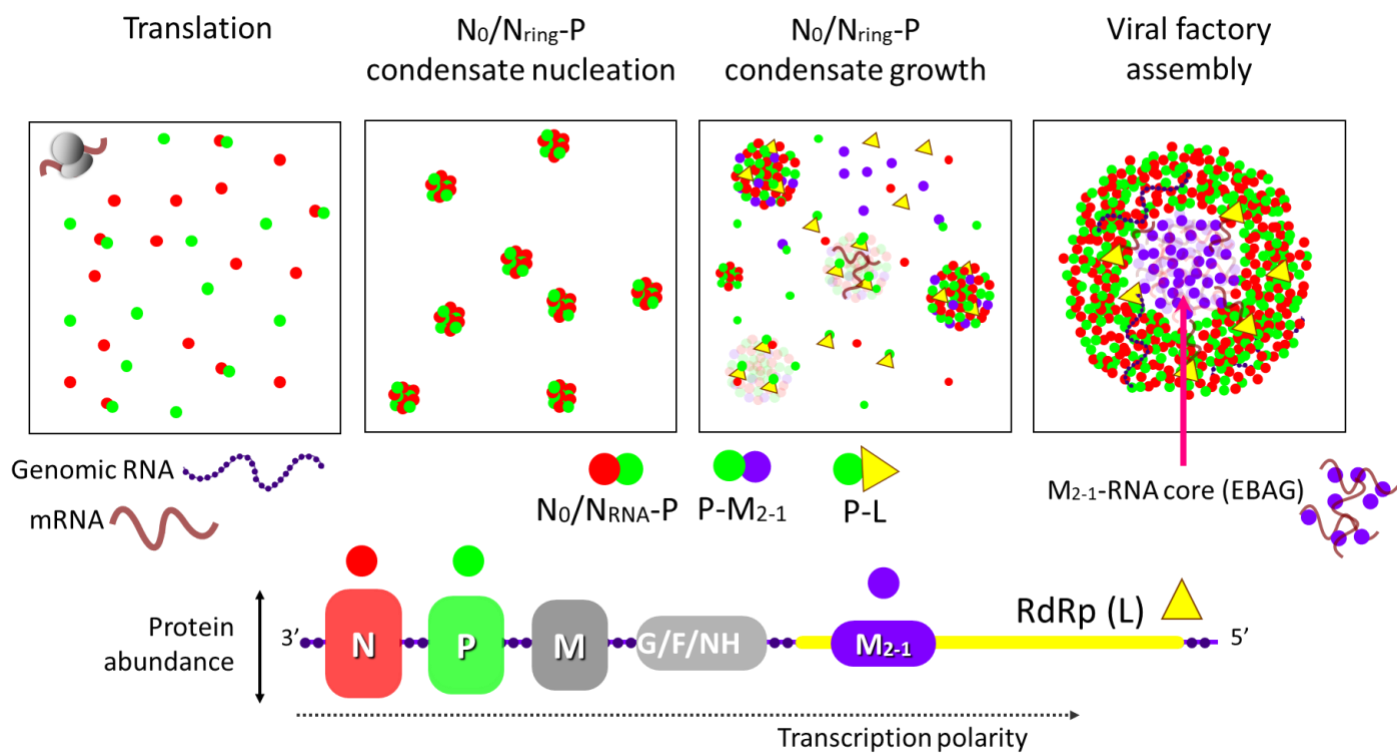 Translation
N₀/Nring-P
condensate nucleation
N₀/Nring-P
condensate growth
Viral factory
assembly
Genomic RNA
mRNA
N₀/NRNA-P
P-M₂₋₁
P-L
M₂₋₁-RNA core (EBAG)
Protein
abundance
3’
N
P
M
G/F/NH
M₂₋₁
RdRp (L)
5’
Transcription polarity